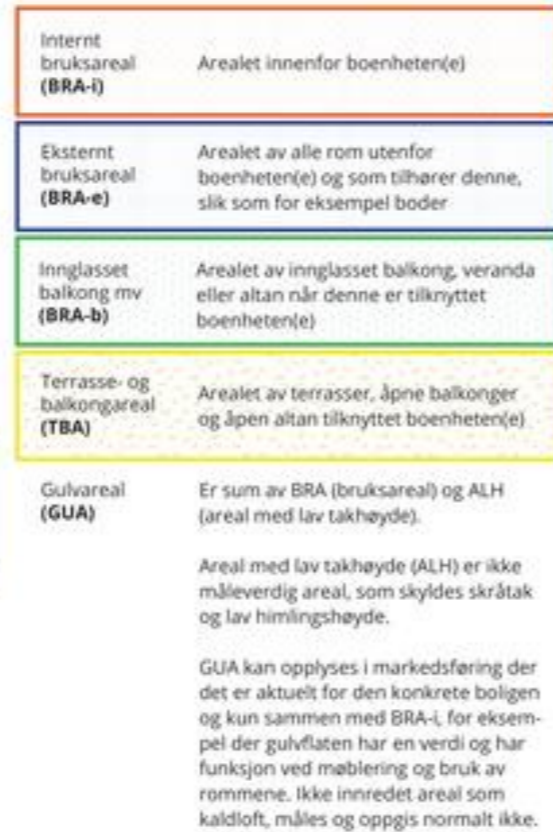 Internt
bruksareal
(BRA-i)
Arealet innenfor boenheten(e)
Eksternt
bruksareal
(BRA-e)
Arealet av alle rom utenfor
boenheten(e) og som tilhører denne,
slik som for eksempel boder
Innglasset
balkong mv
(BRA-b)
Arealet av innglasset balkong, veranda
eller altan når denne er tilknyttet
boenheten(e)
Terrasse- og
balkongareal
(TBA)
Arealet av terrasser, åpne balkonger
og åpen altan tilknyttet boenheten(e)
Gulvareal
(GUA)
Er sum av BRA (bruksareal) og ALH
(areal med lav takhøyde).
Areal med lav takhøyde (ALH) er ikke
måleverdig areal, som skyldes skråtak
og lav himlingshøyde.
GUA kan opplyses i markedsføring der
det er aktuelt for den konkrete boligen
og kun sammen med BRA-i, for eksem-
pel der gulvflaten har en verdi og har
funksjon ved møblering og bruk av
rommene. Ikke innredet areal som
kaldloft, måles og oppgis normalt ikke.